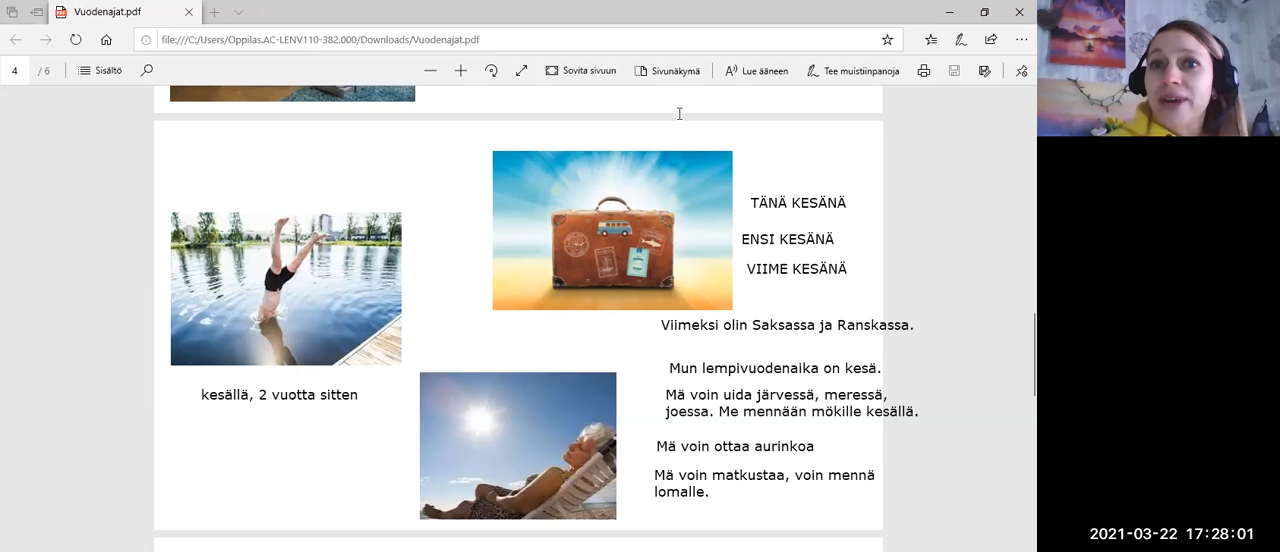 Vuodenajat.pdf
file:///C:/Users/Oppilas.AC-LENV110-382.000/Downloads/Vuodenajat.pdf
4 / 6 Sisältö Sovita sivuun Sivunäkymä Lue ääneen Tee muistiinpanoja
TÄNÄ KESÄNÄ
ENSI KESÄNÄ
VIIME KESÄNÄ
Viimeksi olin Saksassa ja Ranskassa.
Mun lempivuodenaika on kesä.
kesällä, 2 vuotta sitten
Mä voin uida järvessä, meressä,
joessa. Me mennään mökille kesällä.
Mä voin ottaa aurinkoa
Mä voin matkustaa, voin mennä
lomalle.
2021-03-22 17:28:01